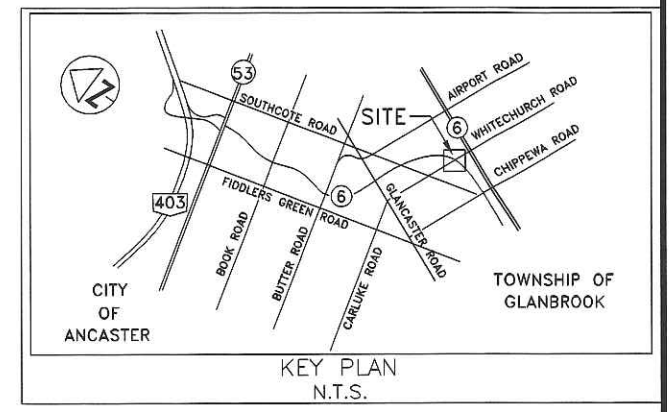 N
53
SOUTHCOTE ROAD
AIRPORT ROAD
SITE
6
WHITECHURCH ROAD
CHIPPEWA ROAD
403
FIDDLERS GREEN ROAD
6
GLANCASTER ROAD
BOOK ROAD
BUTTER ROAD
CARLUKE ROAD
CITY
OF
ANCASTER
TOWNSHIP OF
GLANBROOK
KEY PLAN
N.T.S.